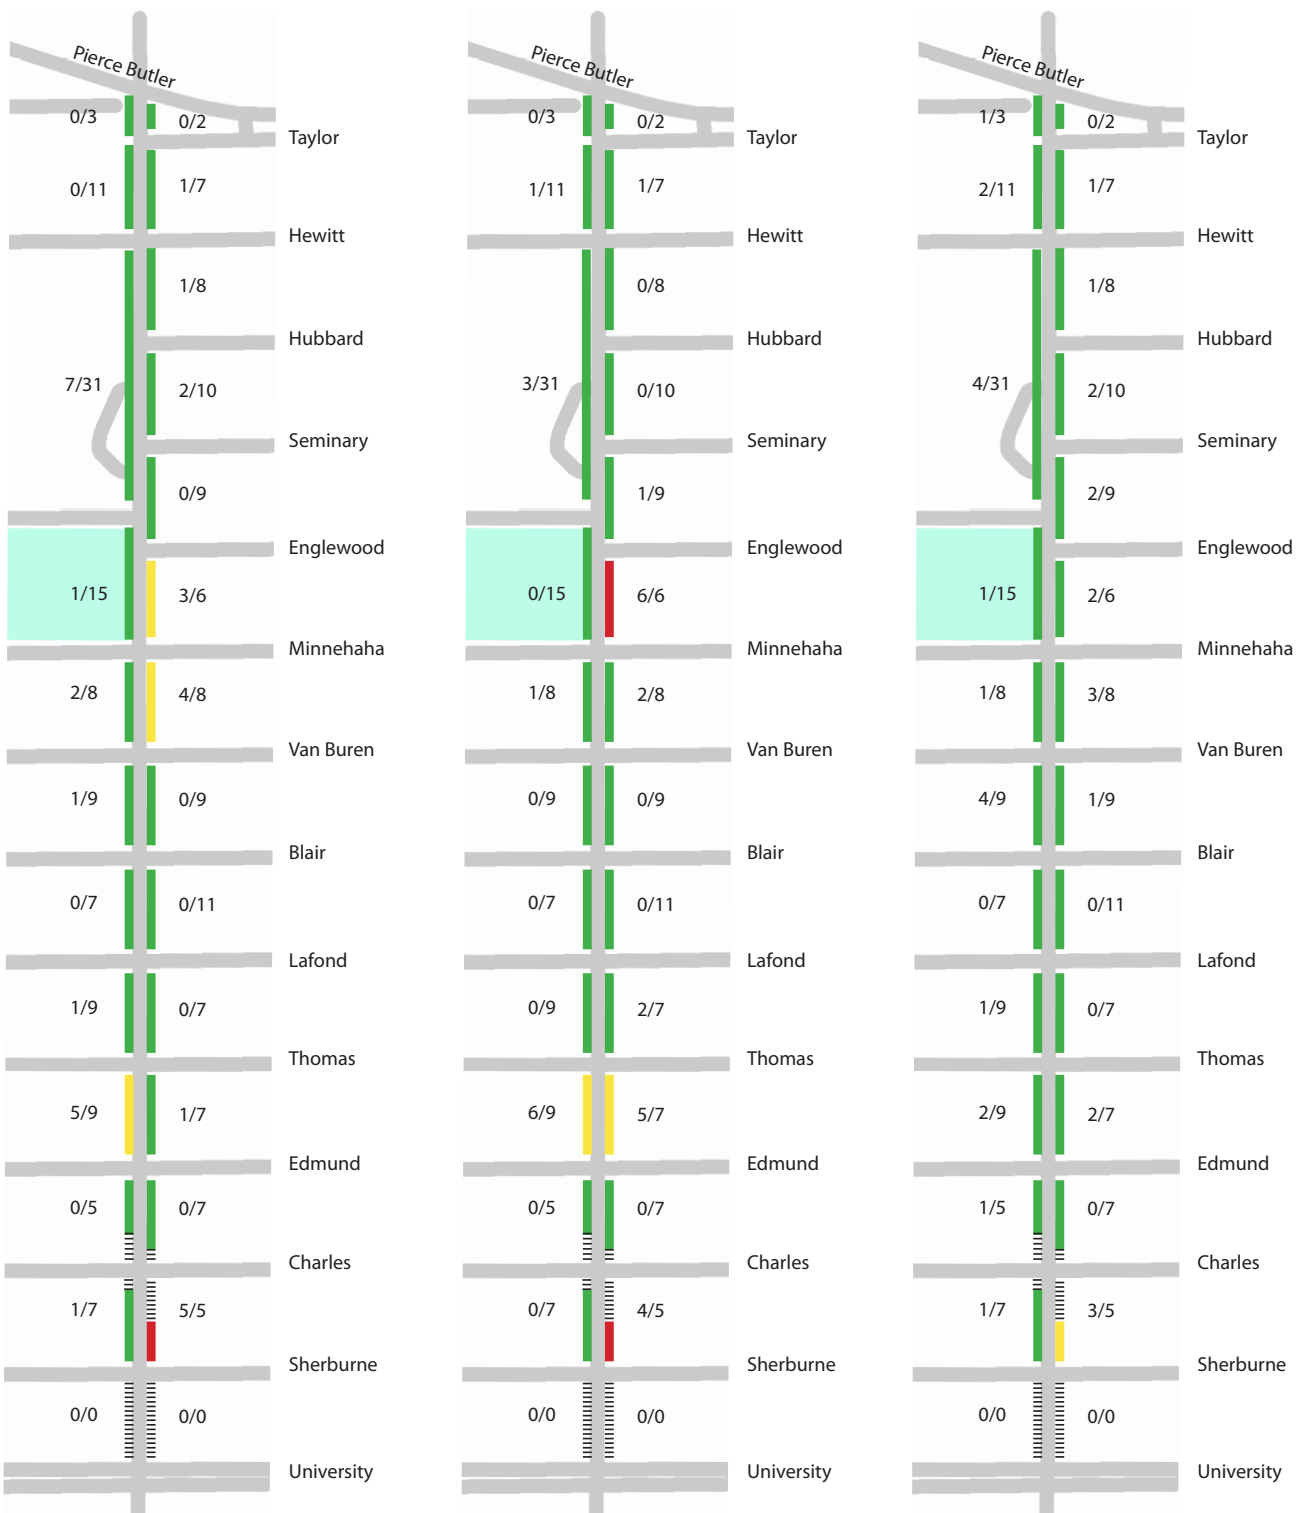 Pierce Butler
0/3
0/2
Taylor
0/11
1/7
Hewitt
1/8
Hubbard
7/31
2/10
Seminary
0/9
Englewood
1/15
3/6
Minnehaha
2/8
4/8
Van Buren
1/9
0/9
Blair
0/7
0/11
Lafond
1/9
0/7
Thomas
5/9
1/7
Edmund
0/5
0/7
Charles
1/7
5/5
Sherburne
0/0
0/0
University
Pierce Butler
0/3
0/2
Taylor
1/11
1/7
Hewitt
0/8
Hubbard
3/31
0/10
Seminary
1/9
Englewood
0/15
6/6
Minnehaha
1/8
2/8
Van Buren
0/9
0/9
Blair
0/7
0/11
Lafond
0/9
2/7
Thomas
6/9
5/7
Edmund
0/5
0/7
Charles
0/7
4/5
Sherburne
0/0
0/0
University
Pierce Butler
1/3
0/2
Taylor
2/11
1/7
Hewitt
1/8
Hubbard
4/31
2/10
Seminary
2/9
Englewood
1/15
2/6
Minnehaha
1/8
3/8
Van Buren
4/9
1/9
Blair
0/7
0/11
Lafond
1/9
0/7
Thomas
2/9
2/7
Edmund
1/5
0/7
Charles
1/7
3/5
Sherburne
0/0
0/0
University